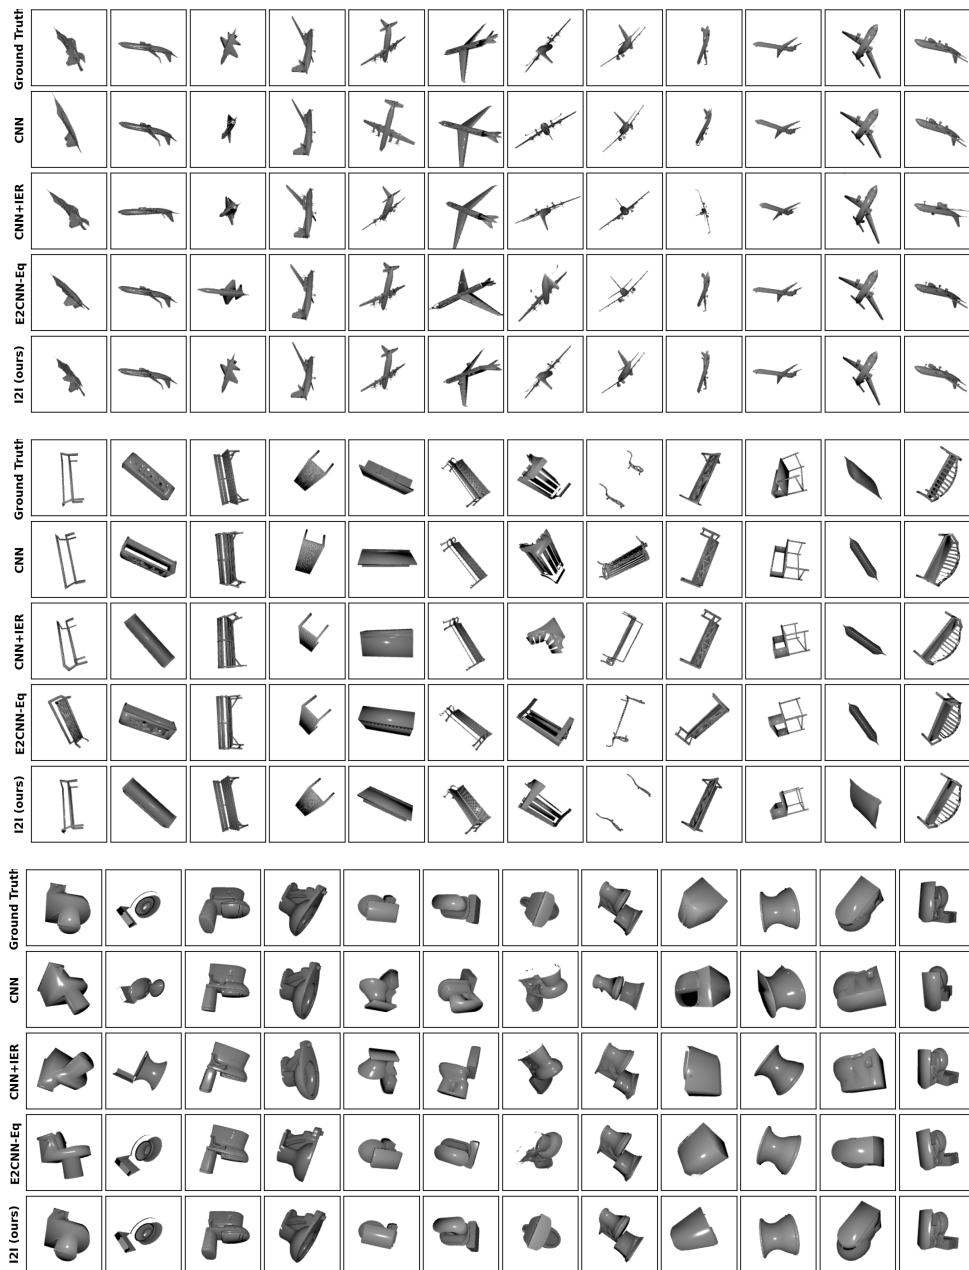 Ground Truth
CNN
CNN+IER
E2CNN-Eq
I2I (ours)
Ground Truth
CNN
CNN+IER
E2CNN-Eq
I2I (ours)
Ground Truth
CNN
CNN+IER
E2CNN-Eq
I2I (ours)